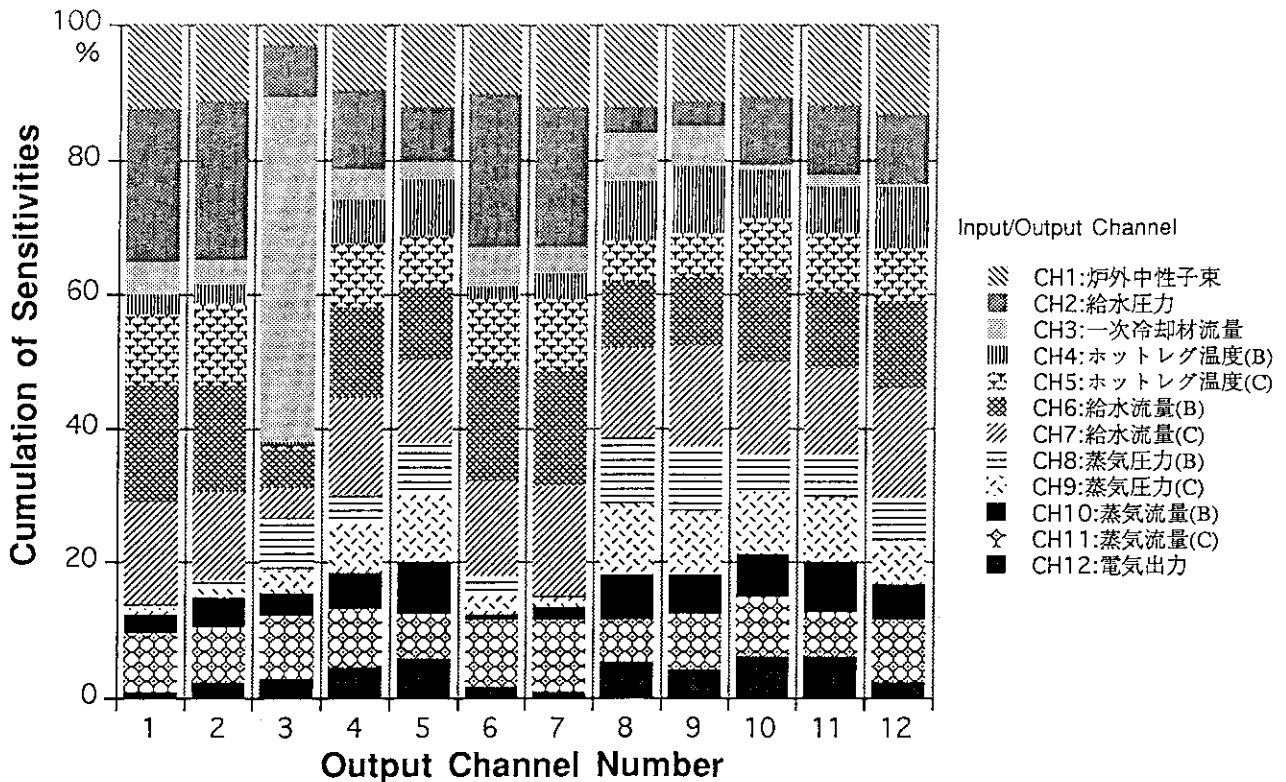 100
%
80
60
40
20
0
Cumulation of Sensitivities
1 2 3 4 5 6 7 8 9 10 11 12
Output Channel Number
Input/Output Channel
CH1:炉外中性子束
CH2:給水圧力
CH3:一次冷却材流量
CH4:ホットレグ温度(B)
CH5:ホットレグ温度(C)
CH6:給水流量(B)
CH7:給水流量(C)
CH8:蒸気圧力(B)
CH9:蒸気圧力(C)
CH10:蒸気流量(B)
CH11:蒸気流量(C)
CH12:電気出力